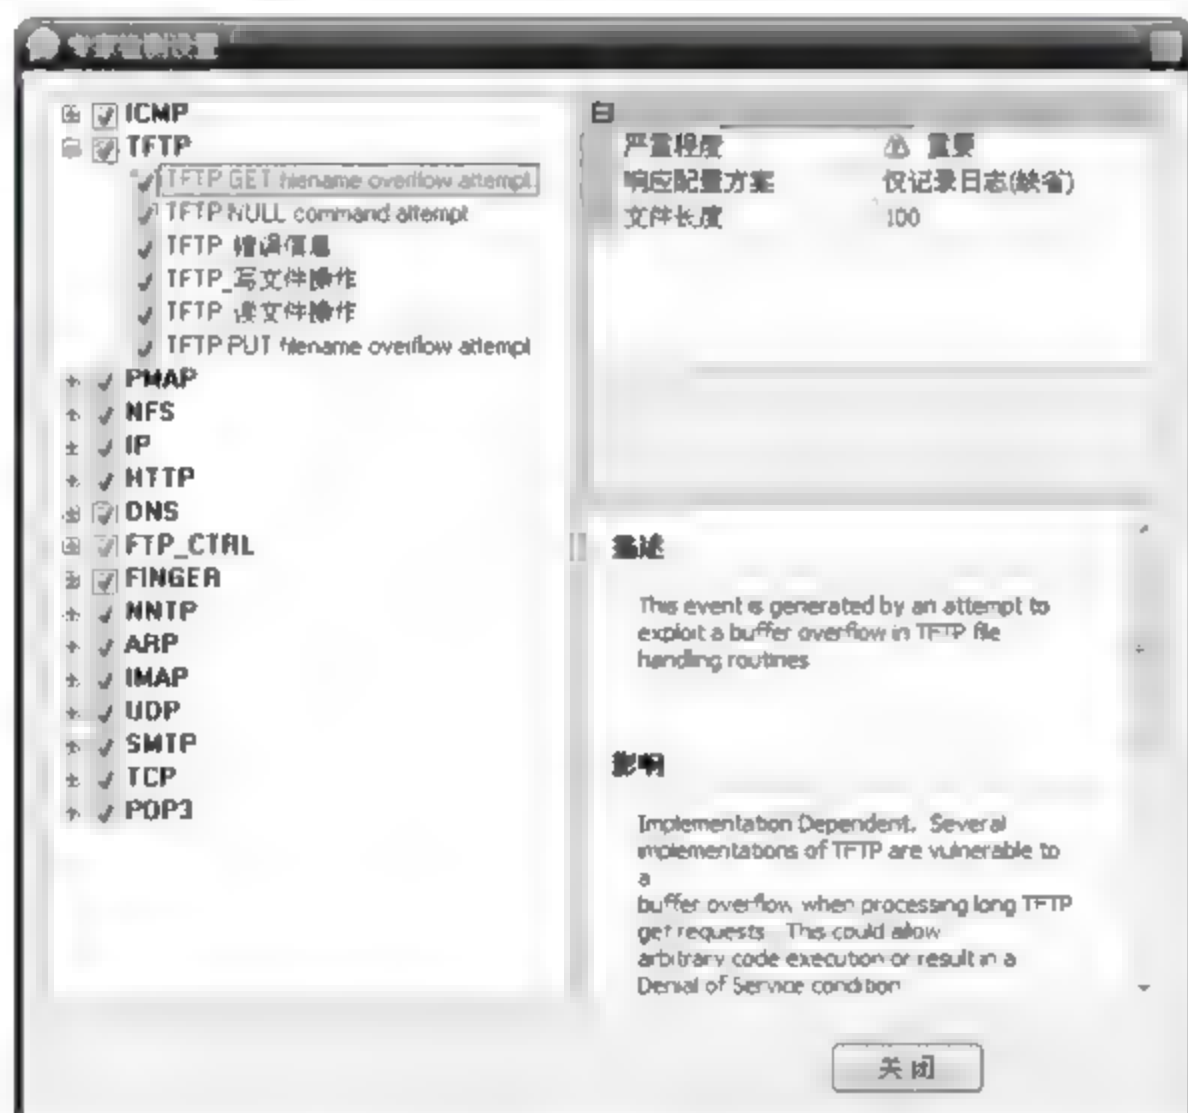 专家检测设置
ICMP
TFTP
TFTP GET filename overflow attempt
TFTP NULL command attempt
TFTP 错误信息
TFTP_写文件操作
TFTP 读文件操作
TFTP PUT filename overflow attempt
PMAP
NFS
IP
HTTP
DNS
FTP_CTRL
FINGER
NNTP
ARP
IMAP
UDP
SMTP
TCP
POP3
严重程度 重要
响应配置方案 仅记录日志(缺省)
文件长度 100
描述
This event is generated by an attempt to
exploit a buffer overflow in TFTP file
handling routines
影响
Implementation Dependent. Several
implementations of TFTP are vulnerable to
a
buffer overflow when processing long TFTP
get requests This could allow
arbitrary code execution or result in a
Denial of Service condition
关闭